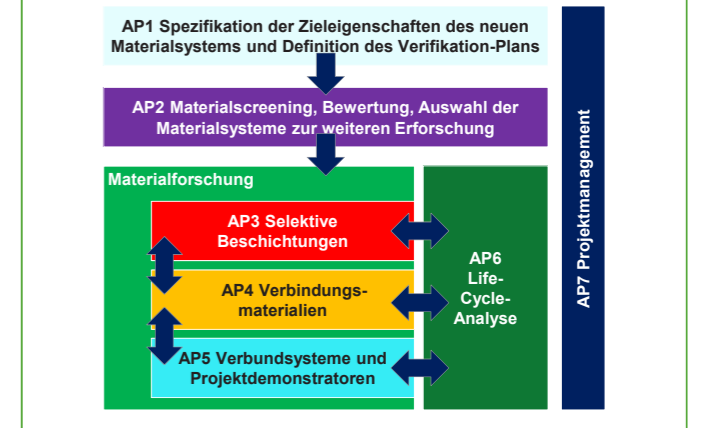 AP1 Spezifikation der Zieleigenschaften des neuen
Materialsystems und Definition des Verifikation-Plans
AP2 Materialscreening, Bewertung, Auswahl der
Materialsysteme zur weiteren Erforschung
Materialforschung
AP3 Selektive
Beschichtungen
AP4 Verbindungs-
materialien
AP5 Verbundsysteme und
Projektdemonstratoren
AP6
Life-
Cycle-
Analyse
AP7 Projektmanagement